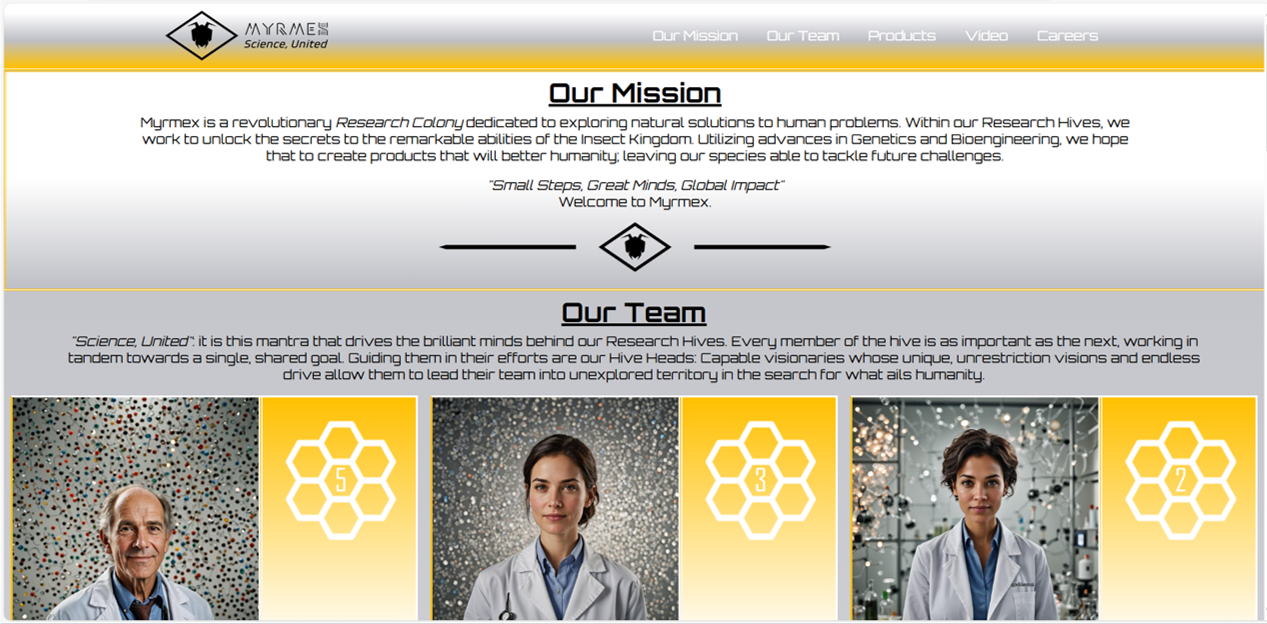 MYRMEX
Science, United
Our Mission Our Team Products Video Careers
Our Mission
Myrmex is a revolutionary Research Colony dedicated to exploring natural solutions to human problems. Within our Research Hives, we
work to unlock the secrets to the remarkable abilities of the Insect Kingdom. Utilizing advances in Genetics and Bioengineering, we hope
that to create products that will better humanity; leaving our species able to tackle future challenges.
"Small Steps, Great Minds, Global Impact"
Welcome to Myrmex.
Our Team
"Science, United": it is this mantra that drives the brilliant minds behind our Research Hives. Every member of the hive is as important as the next, working in
tandem towards a single, shared goal. Guiding them in their efforts are our Hive Heads: Capable visionaries whose unique, unrestriction visions and endless
drive allow them to lead their team into unexplored territory in the search for what ails humanity.
5
3
2